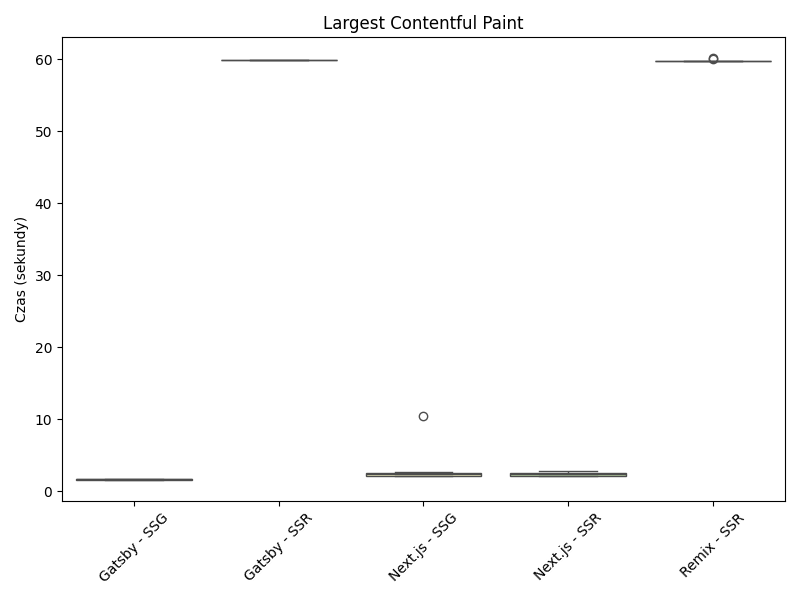 Largest Contentful Paint
Czas (sekundy)
60
50
40
30
20
10
0
Gatsby - SSG
Gatsby - SSR
Next.js - SSG
Next.js - SSR
Remix - SSR